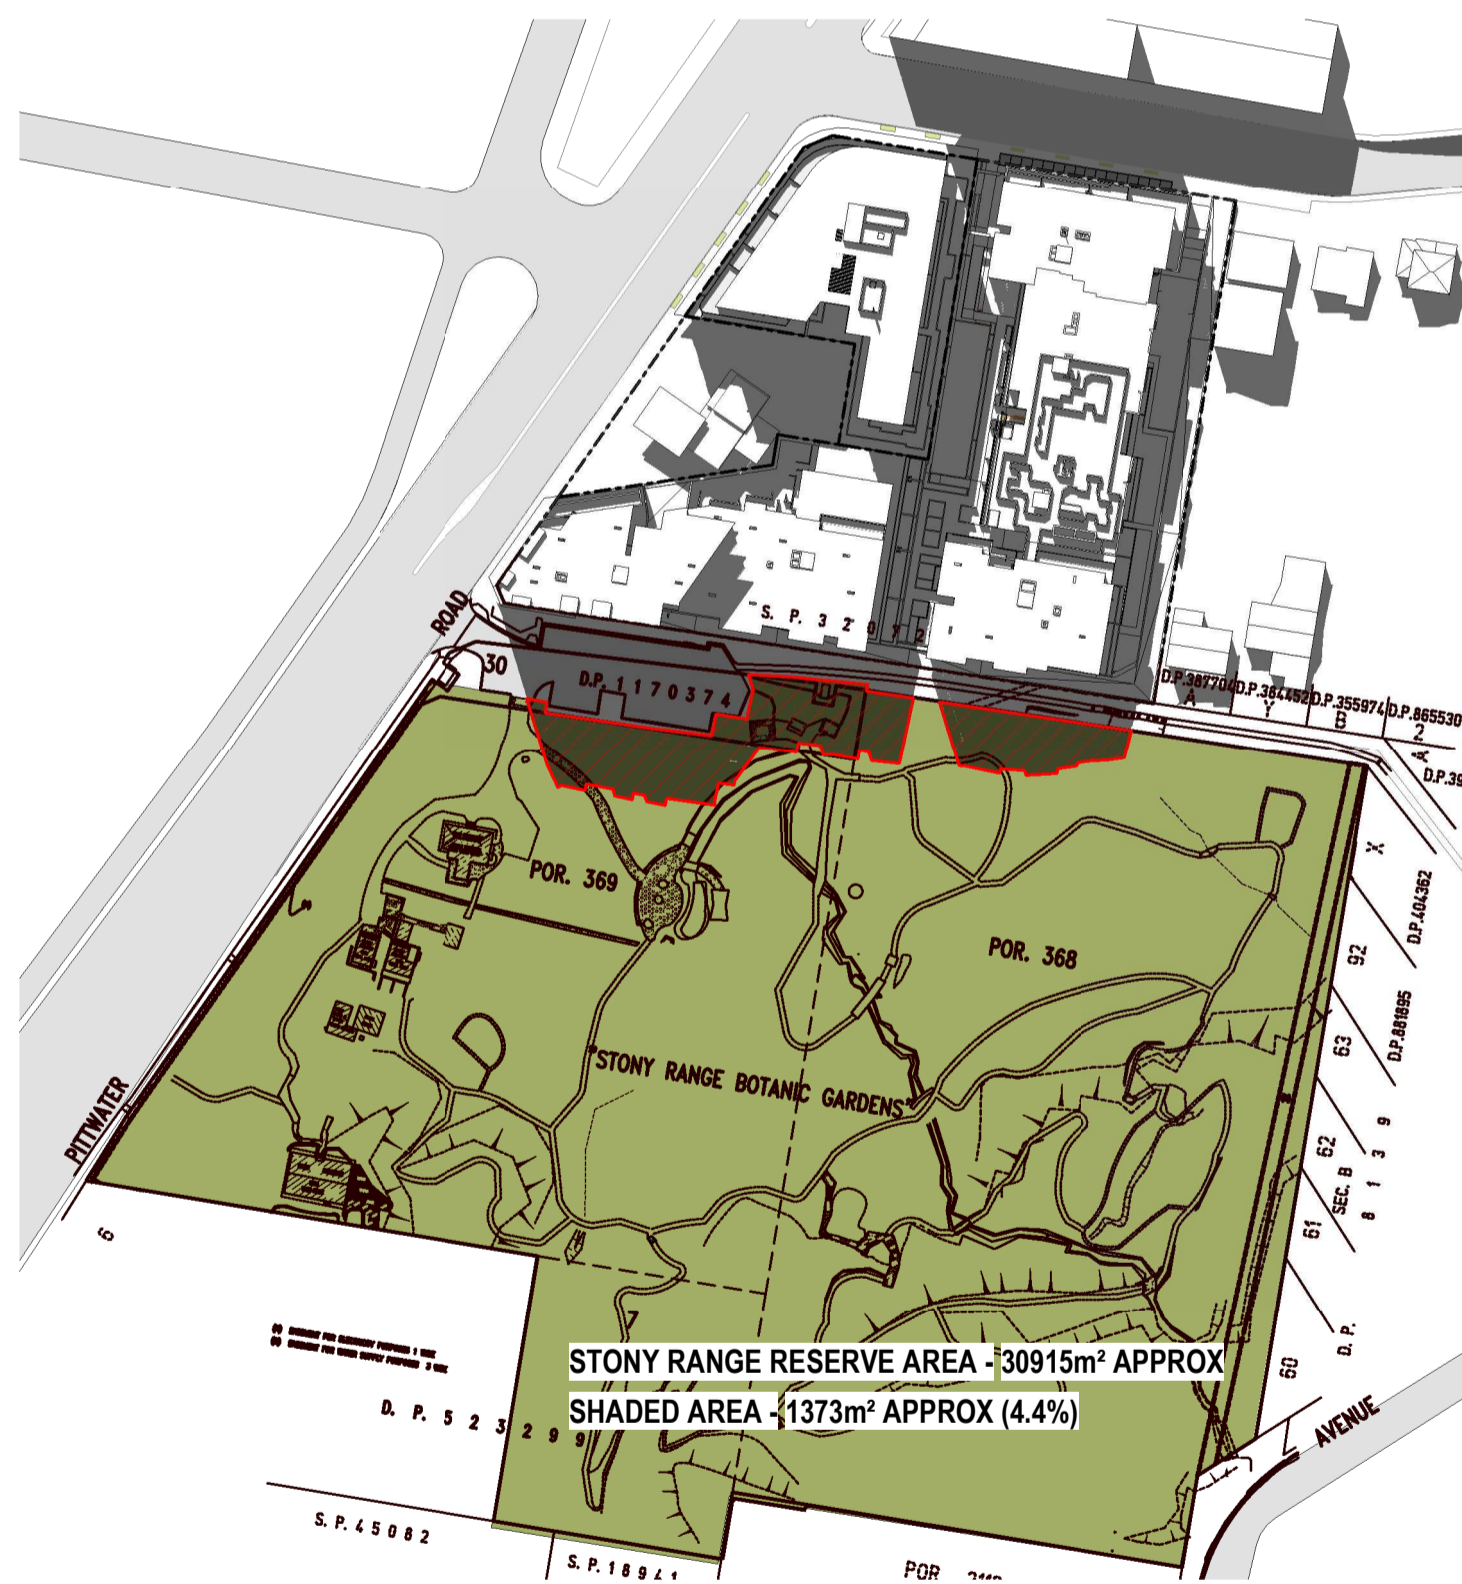 S. P. 3 2 0 7 2
ROAD
30
D.P. 1 1 7 0 3 7 4
D.P.387704
A
D.P.384452
Y
D.P.355974
B
D.P.865530
2
A
D.P.39
X
D.P.404362
POR. 369
POR. 368
92
D.P.881895
63
"STONY RANGE BOTANIC GARDENS"
PITTWATER
62
SEC. B
8 1 3 9
61
6
7
D. P.
60
STONY RANGE RESERVE AREA - 30915m² APPROX
SHADED AREA - 1373m² APPROX (4.4%)
AVENUE
D. P. 5 2 3 2 9 9
S. P. 4 5 0 8 2
S. P. 1 8 9 4 1
POR.